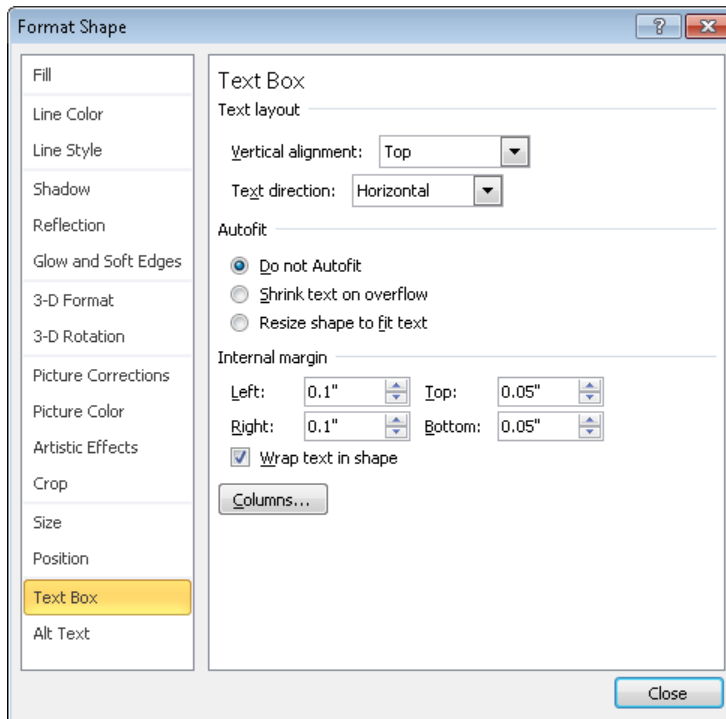 Format Shape
Fill
Line Color
Line Style
Shadow
Reflection
Glow and Soft Edges
3-D Format
3-D Rotation
Picture Corrections
Picture Color
Artistic Effects
Crop
Size
Position
Text Box
Alt Text
Text Box
Text layout
Vertical alignment: Top
Text direction: Horizontal
Autofit
Do not Autofit
Shrink text on overflow
Resize shape to fit text
Internal margin
Left: 0.1" Top: 0.05"
Right: 0.1" Bottom: 0.05"
Wrap text in shape
Columns...
Close